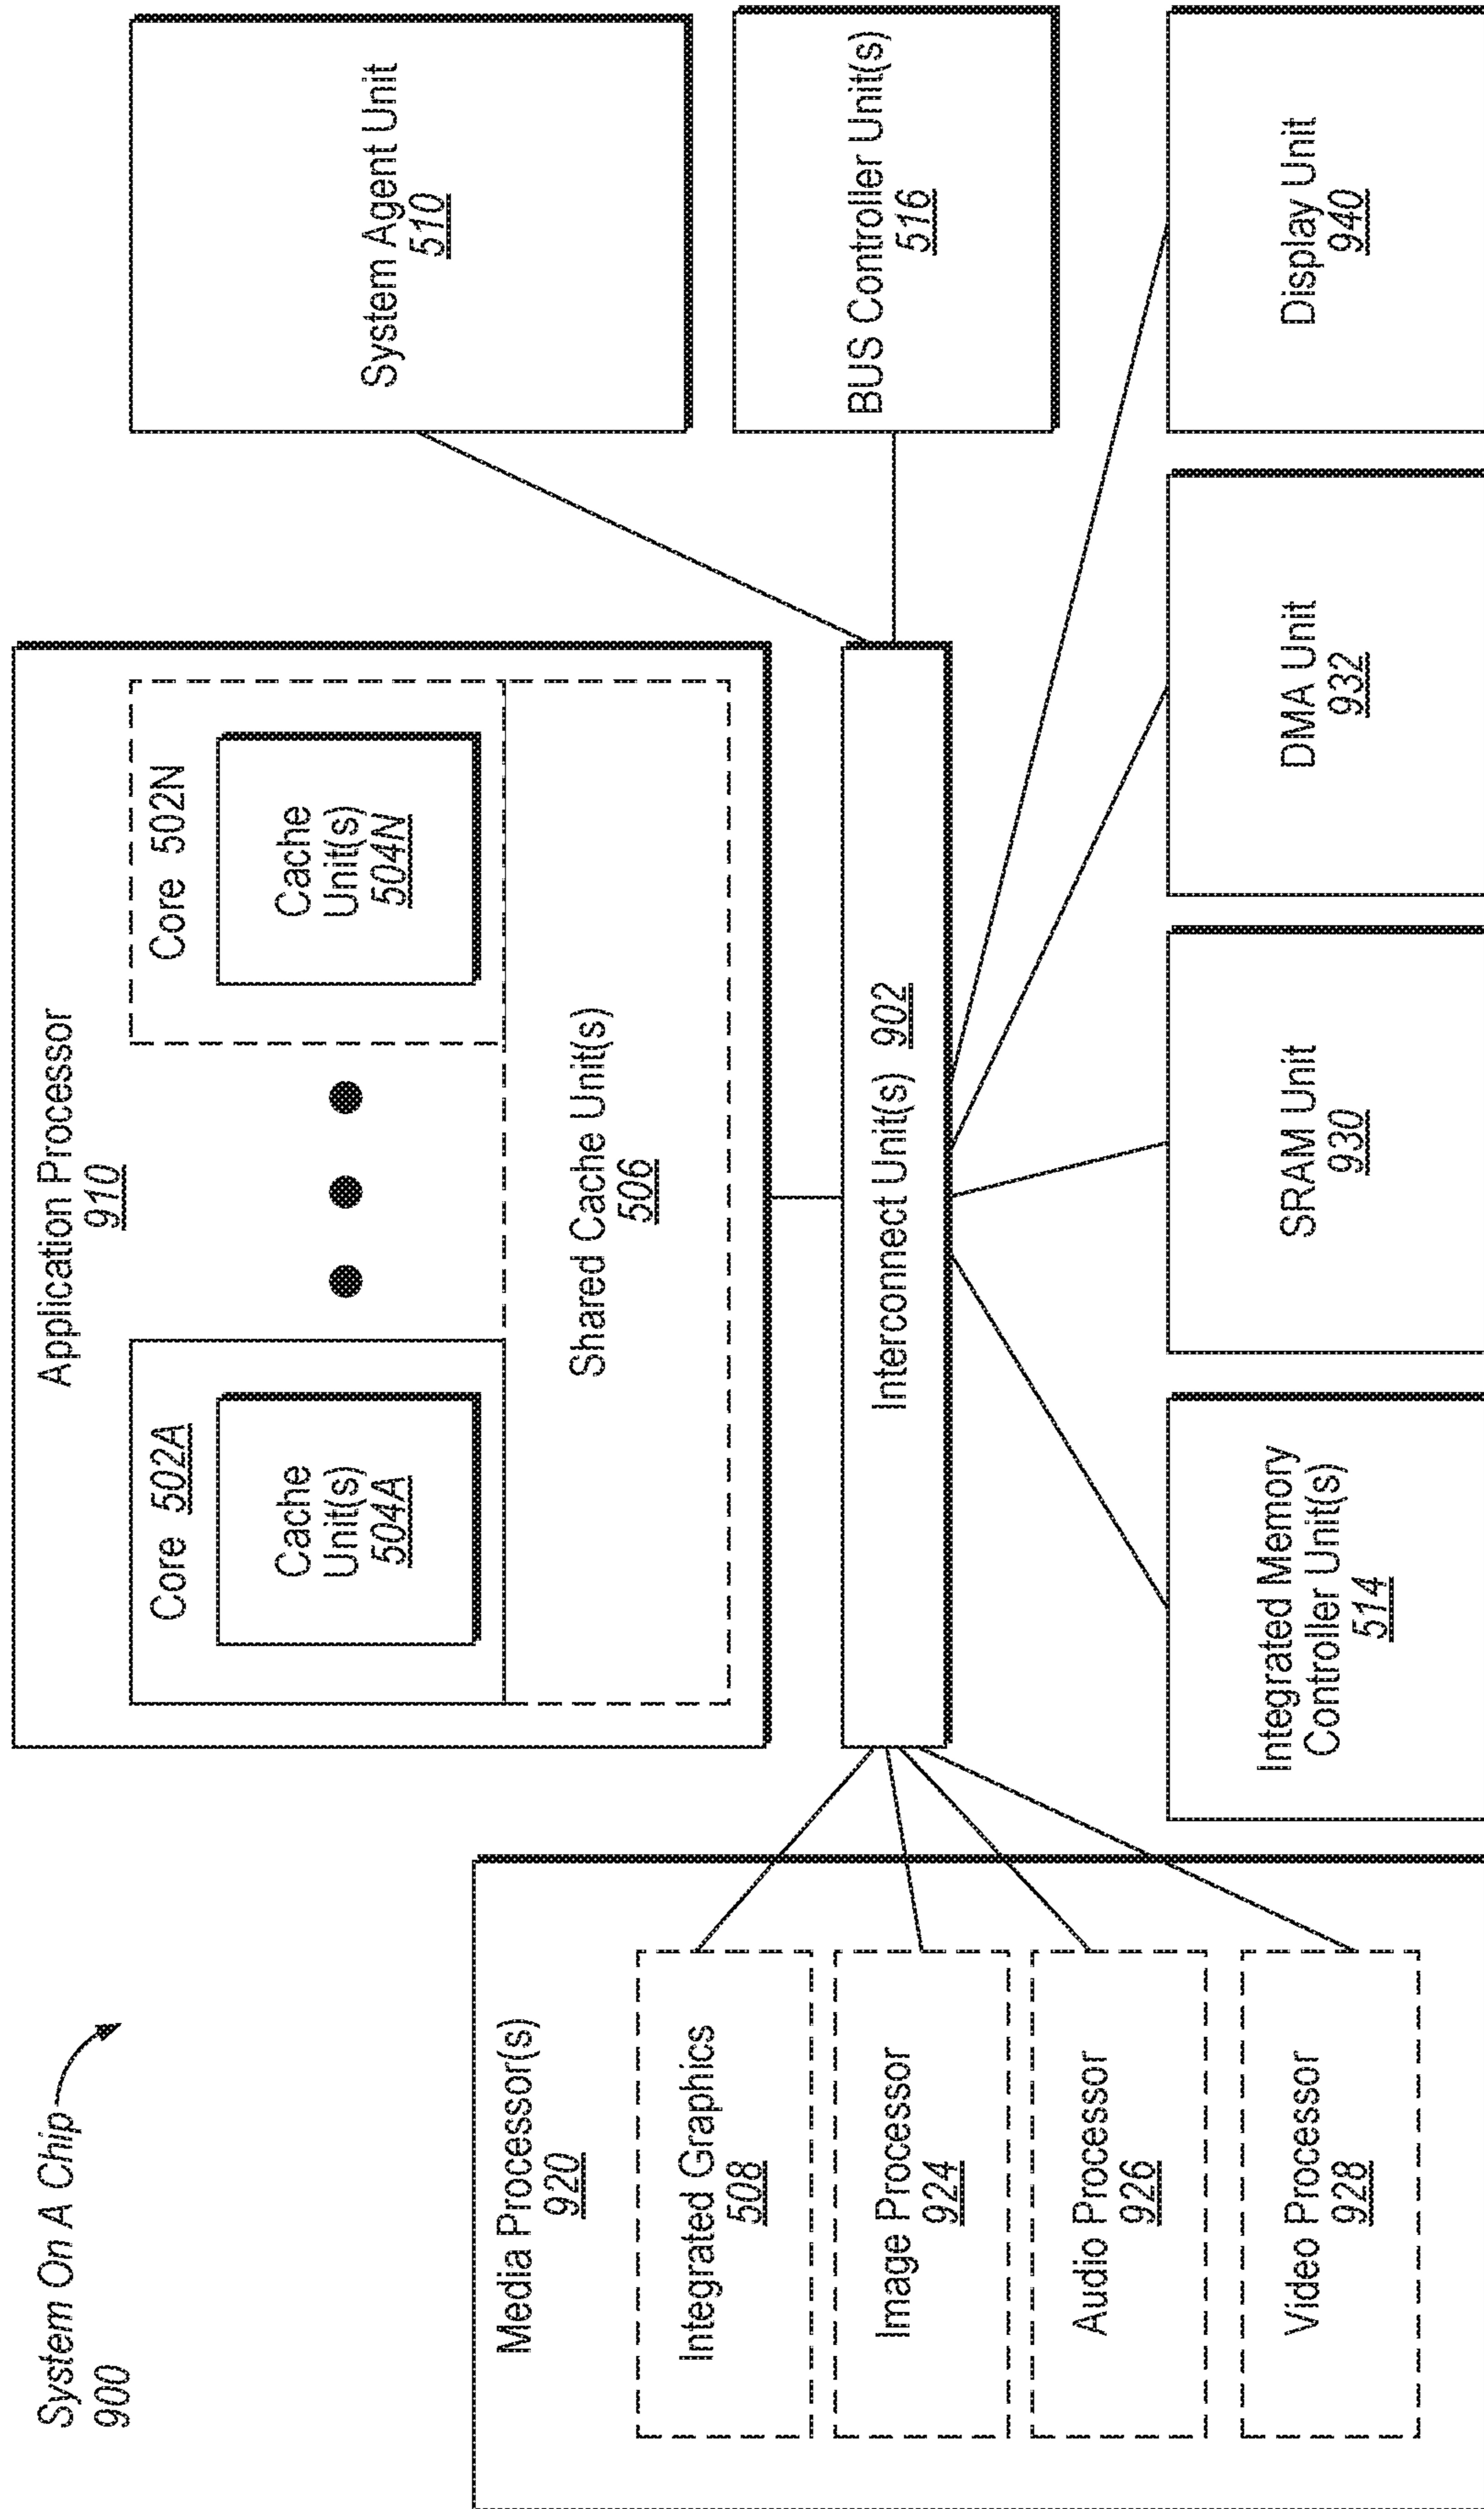 System On A Chip
900
Application Processor
910
Core 502A
Cache
Unit(s)
504A
Core 502N
Cache
Unit(s)
504N
Shared Cache Unit(s)
506
System Agent Unit
510
Media Processor(s)
920
Integrated Graphics
508
Image Processor
924
Audio Processor
926
Video Processor
928
Interconnect Unit(s) 902
BUS Controller Unit(s)
516
Integrated Memory
Controller Unit(s)
514
SRAM Unit
930
DMA Unit
932
Display Unit
940